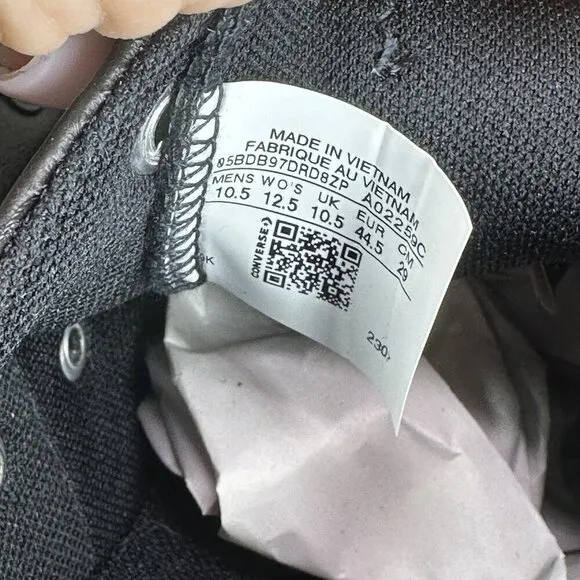 MADE IN VIETNAM
FABRIQUE AU VIETNAM
05BDB97DRD8ZP A02259C
MENS WO'S UK EUR CM
10.5 12.5 10.5 44.5 29
CONVERSE